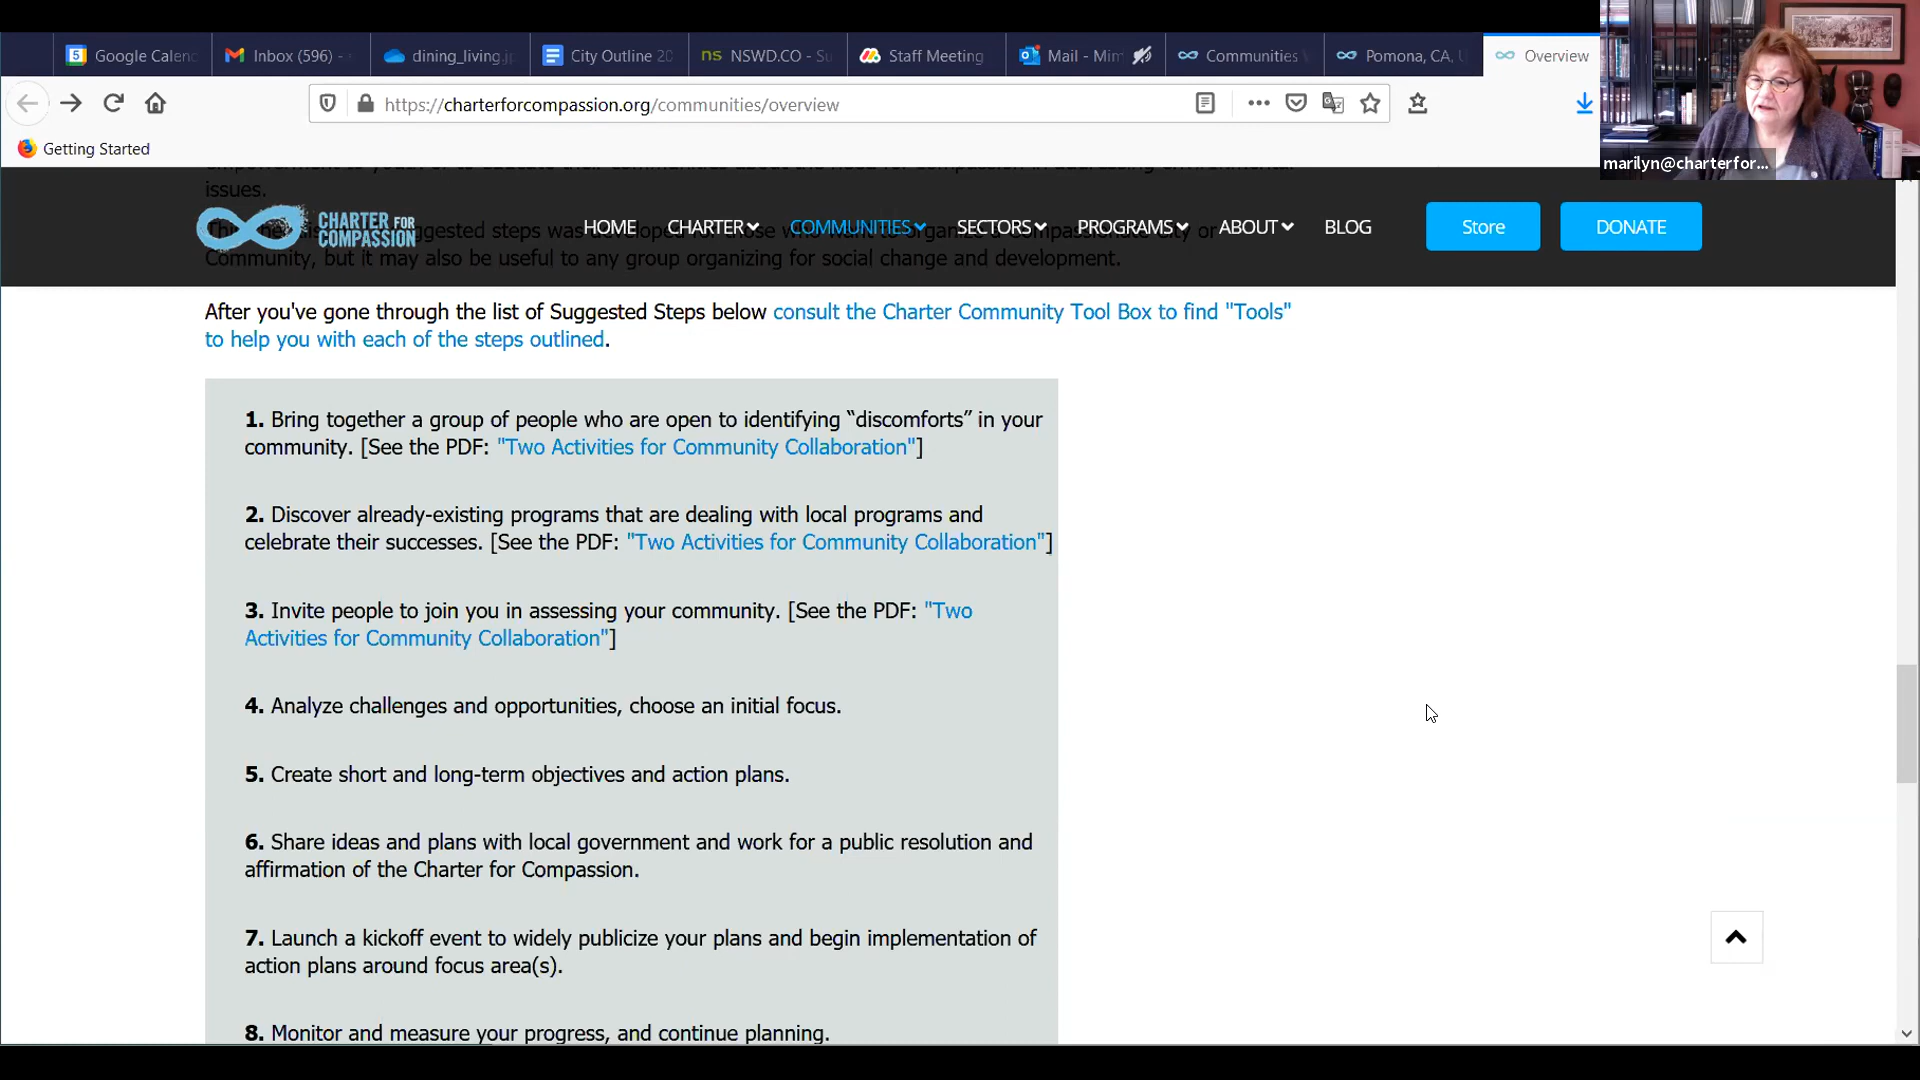 Google Calen
Inbox (596) -
dining_living.j
City Outline 20
NSWD.CO - Su
Staff Meeting
Mail - Mim
Communities V
Pomona, CA, U
Overview
https://charterforcompassion.org/communities/overview
Getting Started
marilyn@charterfor...
issues.
CHARTER FOR
COMPASSION
HOME
CHARTER
COMMUNITIES
SECTORS
PROGRAMS
ABOUT
BLOG
Store
DONATE
Community, but it may also be useful to any group organizing for social change and development.
After you've gone through the list of Suggested Steps below consult the Charter Community Tool Box to find "Tools"
to help you with each of the steps outlined.
1. Bring together a group of people who are open to identifying “discomforts” in your
community. [See the PDF: "Two Activities for Community Collaboration"]
2. Discover already-existing programs that are dealing with local programs and
celebrate their successes. [See the PDF: "Two Activities for Community Collaboration"]
3. Invite people to join you in assessing your community. [See the PDF: "Two
Activities for Community Collaboration"]
4. Analyze challenges and opportunities, choose an initial focus.
5. Create short and long-term objectives and action plans.
6. Share ideas and plans with local government and work for a public resolution and
affirmation of the Charter for Compassion.
7. Launch a kickoff event to widely publicize your plans and begin implementation of
action plans around focus area(s).
8. Monitor and measure your progress, and continue planning.